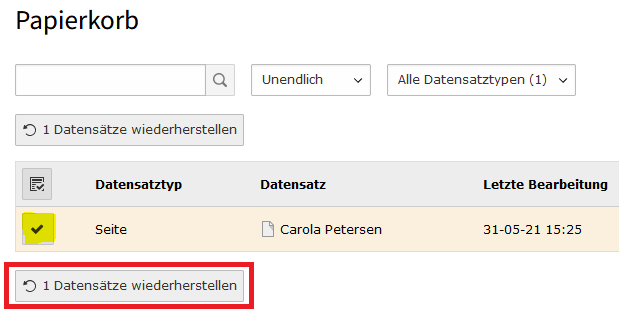 Papierkorb
Unendlich Alle Datensatztypen (1)
1 Datensätze wiederherstellen
Datensatztyp Datensatz Letzte Bearbeitung
Seite Carola Petersen 31-05-21 15:25
1 Datensätze wiederherstellen